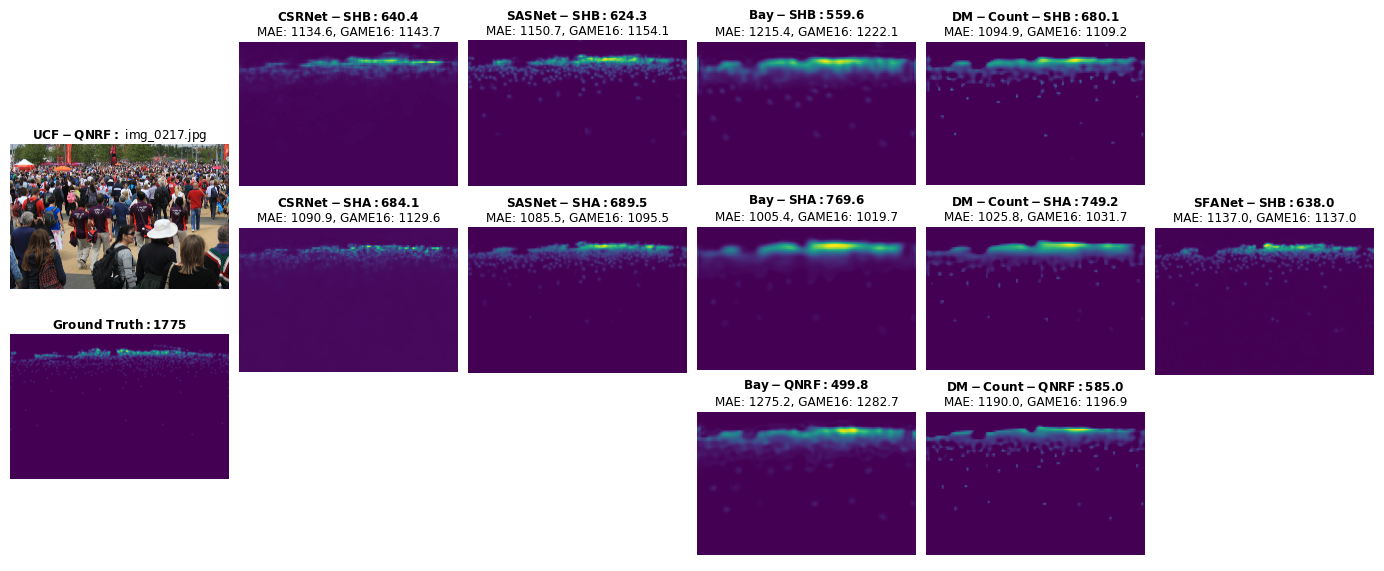 CSRNet−SHB: 640.4
MAE: 1134.6, GAME16: 1143.7
SASNet−SHB: 624.3
MAE: 1150.7, GAME16: 1154.1
Bay−SHB: 559.6
MAE: 1215.4, GAME16: 1222.1
DM−Count−SHB: 680.1
MAE: 1094.9, GAME16: 1109.2
UCF−QNRF: img_0217.jpg
CSRNet−SHA: 684.1
MAE: 1090.9, GAME16: 1129.6
SASNet−SHA: 689.5
MAE: 1085.5, GAME16: 1095.5
Bay−SHA: 769.6
MAE: 1005.4, GAME16: 1019.7
DM−Count−SHA: 749.2
MAE: 1025.8, GAME16: 1031.7
SFANet−SHB: 638.0
MAE: 1137.0, GAME16: 1137.0
Ground Truth: 1775
Bay−QNRF: 499.8
MAE: 1275.2, GAME16: 1282.7
DM−Count−QNRF: 585.0
MAE: 1190.0, GAME16: 1196.9